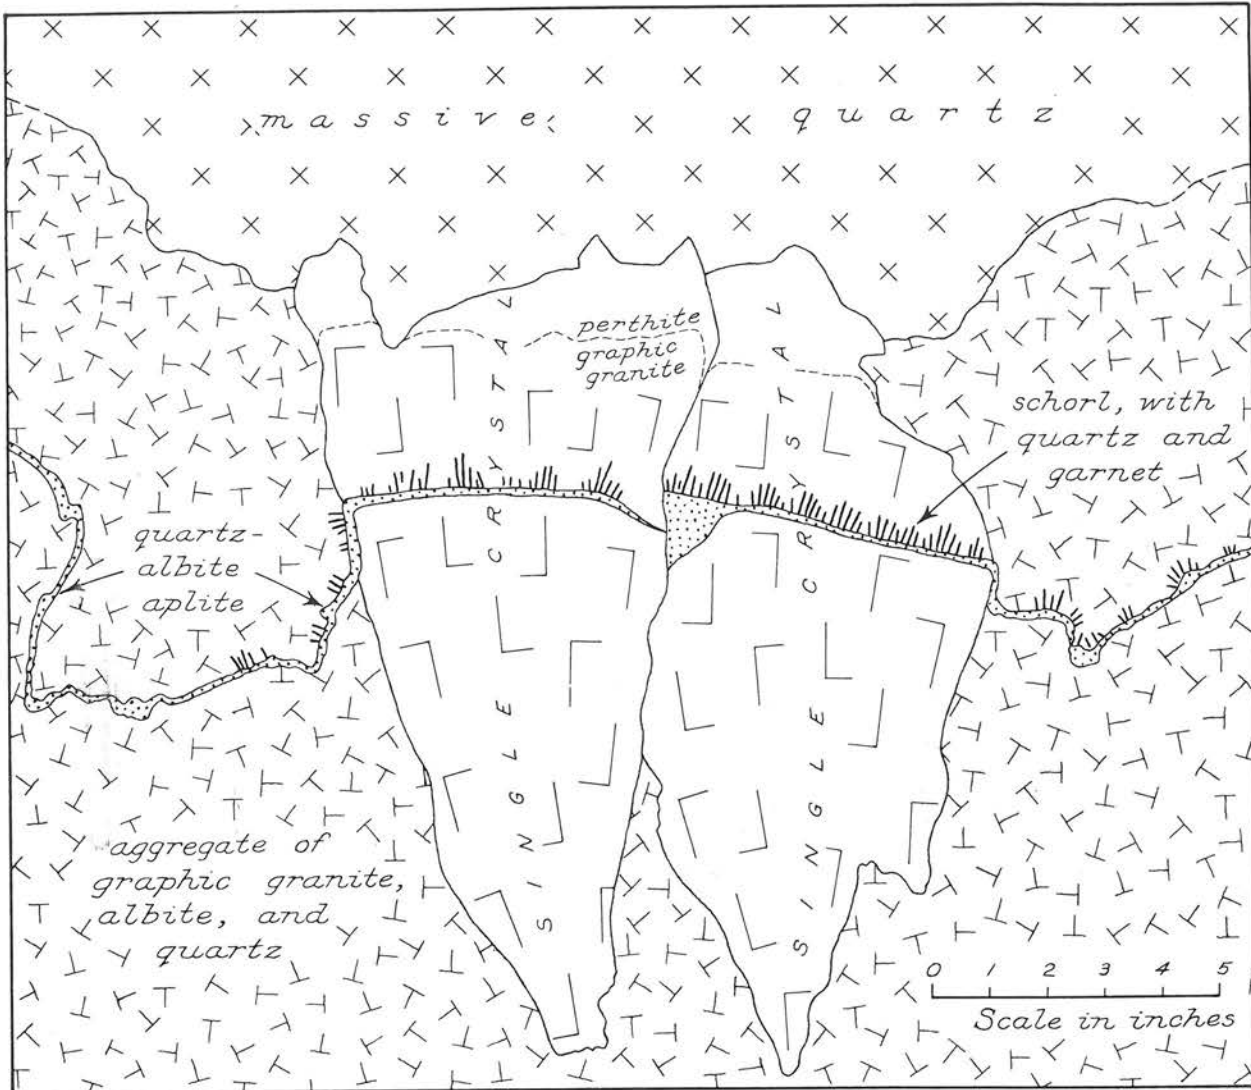 massive quartz
perthite
graphic
granite
SINGLE CRYSTAL
SINGLE CRYSTAL
schorl, with
quartz and
garnet
quartz-
albite
aplite
aggregate of
graphic granite,
albite, and
quartz
0 1 2 3 4 5
Scale in inches